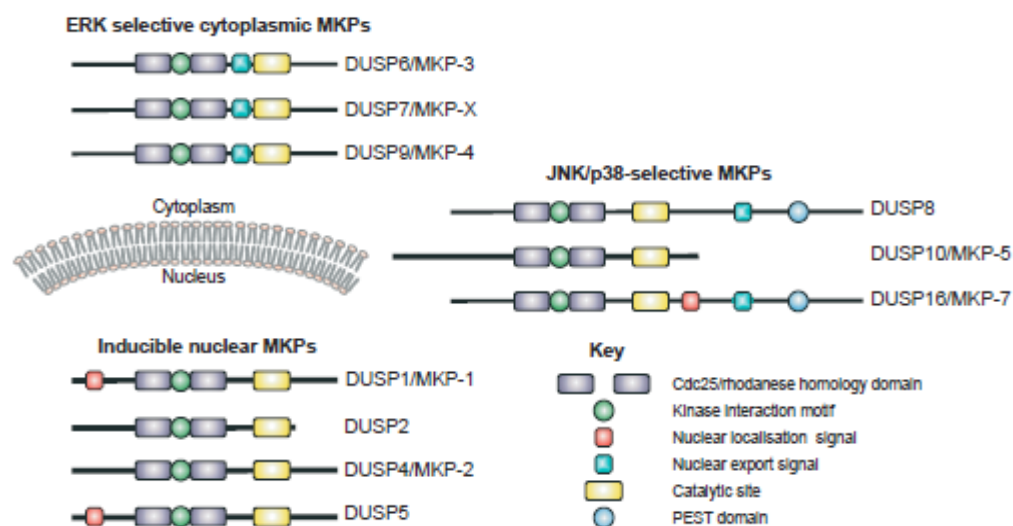 ERK selective cytoplasmic MKPs
DUSP6/MKP-3
DUSP7/MKP-X
DUSP9/MKP-4
Cytoplasm
Nucleus
JNK/p38-selective MKPs
DUSP8
DUSP10/MKP-5
DUSP16/MKP-7
Inducible nuclear MKPs
DUSP1/MKP-1
DUSP2
DUSP4/MKP-2
DUSP5
Key
Cdc25/rhodanese homology domain
Kinase interaction motif
Nuclear localisation signal
Nuclear export signal
Catalytic site
PEST domain